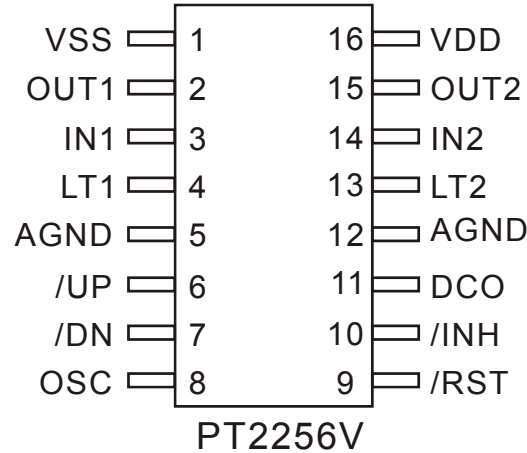 VSS 1 16 VDD
OUT1 2 15 OUT2
IN1 3 14 IN2
LT1 4 13 LT2
AGND 5 12 AGND
/UP 6 11 DCO
/DN 7 10 /INH
OSC 8 9 /RST
PT2256V